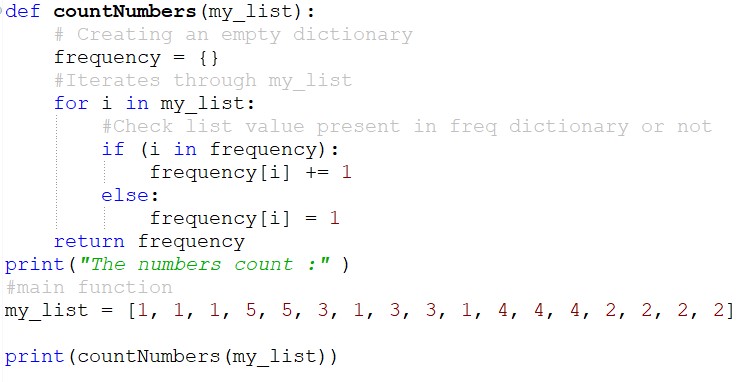 def countNumbers(my_list):
    # Creating an empty dictionary
    frequency = {}
    #Iterates through my_list
    for i in my_list:
        #Check list value present in freq dictionary or not
        if (i in frequency):
            frequency[i] += 1
        else:
            frequency[i] = 1
    return frequency
print("The numbers count :" )
#main function
my_list = [1, 1, 1, 5, 5, 3, 1, 3, 3, 1, 4, 4, 4, 2, 2, 2, 2]
print(countNumbers(my_list))